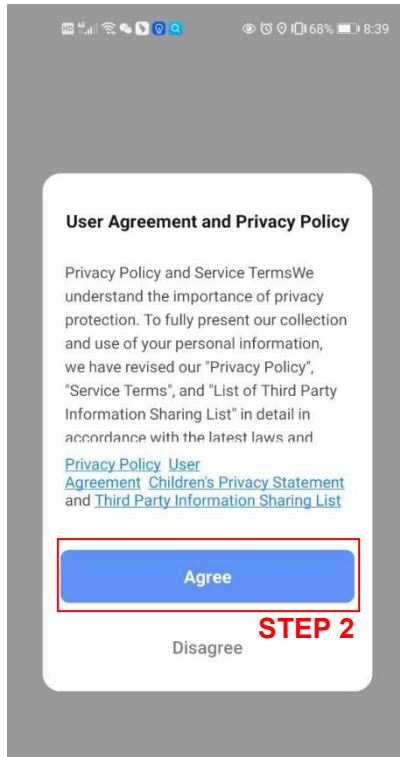 HD 4G 68% 8:39
User Agreement and Privacy Policy
Privacy Policy and Service TermsWe
understand the importance of privacy
protection. To fully present our collection
and use of your personal information,
we have revised our "Privacy Policy",
"Service Terms", and "List of Third Party
Information Sharing List" in detail in
accordance with the latest laws and
Privacy Policy User
Agreement Children's Privacy Statement
and Third Party Information Sharing List
Agree
STEP 2
Disagree